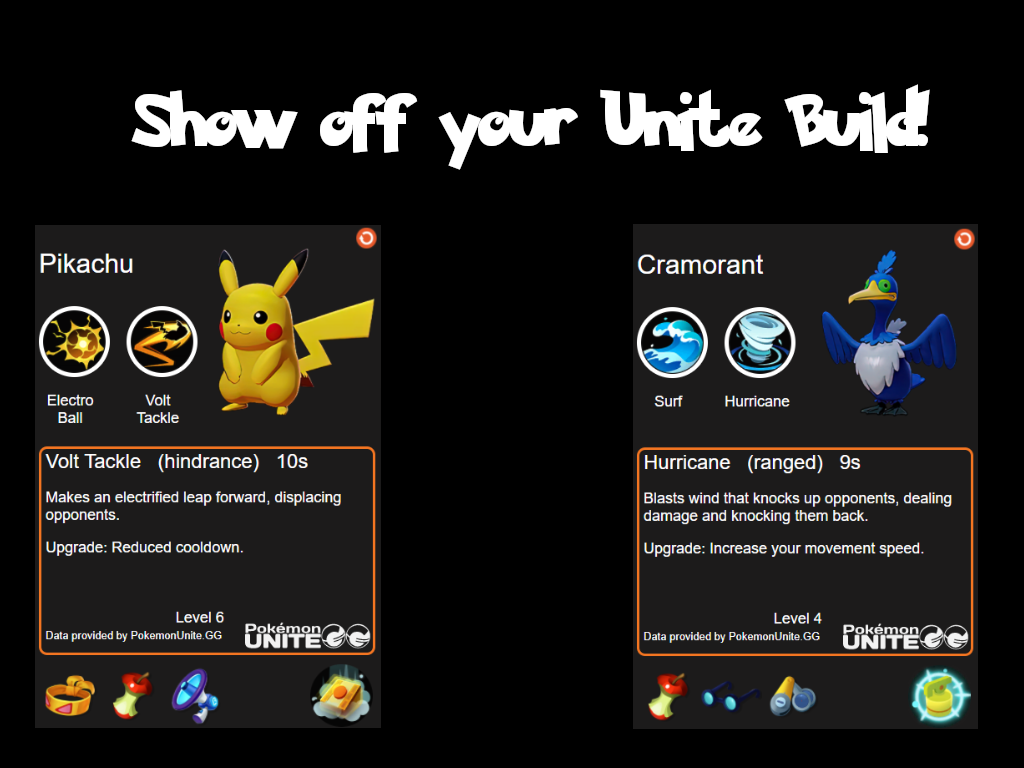 Show off your Unite Build!
Pikachu
Electro
Ball
Volt
Tackle
Volt Tackle (hindrance) 10s
Makes an electrified leap forward, displacing
opponents.
Upgrade: Reduced cooldown.
Level 6
Data provided by PokemonUnite.GG
Pokémon
UNITE
Cramorant
Surf
Hurricane
Hurricane (ranged) 9s
Blasts wind that knocks up opponents, dealing
damage and knocking them back.
Upgrade: Increase your movement speed.
Level 4
Data provided by PokemonUnite.GG
Pokémon
UNITE